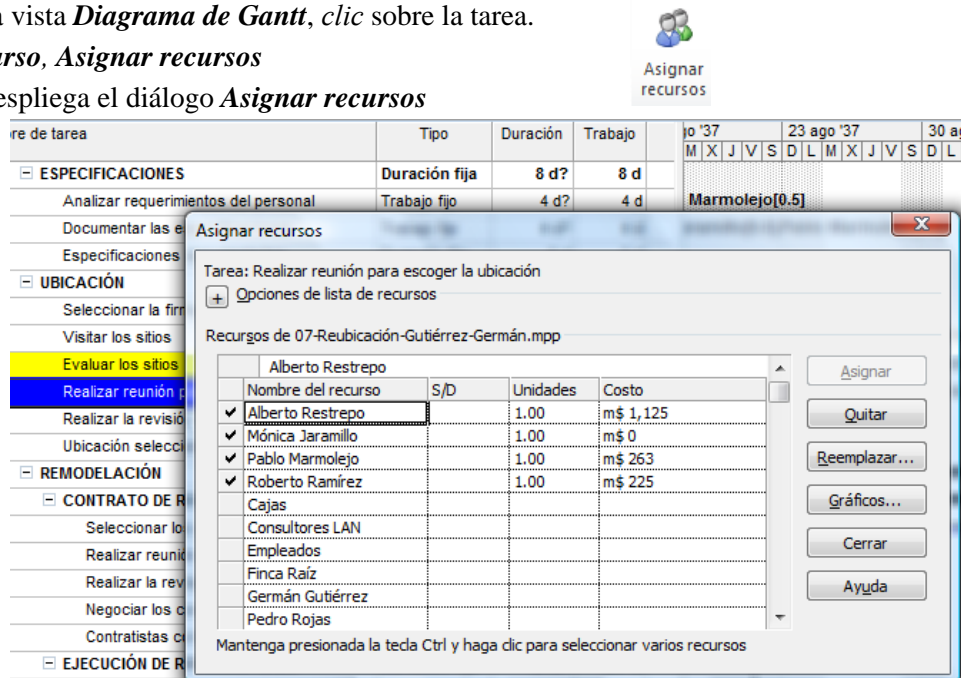 a vista Diagrama de Gantt, clic sobre la tarea.
urso, Asignar recursos
espliega el diálogo Asignar recursos
Asignar
recursos
re de tarea Tipo Duración Trabajo o '37 23 ago '37 30 a
M X J V S D L M X J V S D L
ESPECIFICACIONES Duración fija 8 d? 8 d
Analizar requerimientos del personal Trabajo fijo 4 d? 4 d Marmolejo[0.5]
Documentar las e
Especificaciones
UBICACIÓN
Seleccionar la firm
Visitar los sitios
Evaluar los sitios
Realizar reunión p
Realizar la revisió
Ubicación selecci
REMODELACIÓN
CONTRATO DE R
Seleccionar lo
Realizar reunió
Realizar la rev
Negociar los c
Contratistas c
EJECUCIÓN DE R
Asignar recursos
Tarea: Realizar reunión para escoger la ubicación
+ Opciones de lista de recursos
Recursos de 07-Reubicación-Gutiérrez-Germán.mpp
Alberto Restrepo
Nombre del recurso S/D Unidades Costo
Alberto Restrepo 1.00 m$ 1,125
Mónica Jaramillo 1.00 m$ 0
Pablo Marmolejo 1.00 m$ 263
Roberto Ramírez 1.00 m$ 225
Cajas
Consultores LAN
Empleados
Finca Raíz
Germán Gutiérrez
Pedro Rojas
Asignar
Quitar
Reemplazar...
Gráficos...
Cerrar
Ayuda
Mantenga presionada la tecla Ctrl y haga clic para seleccionar varios recursos